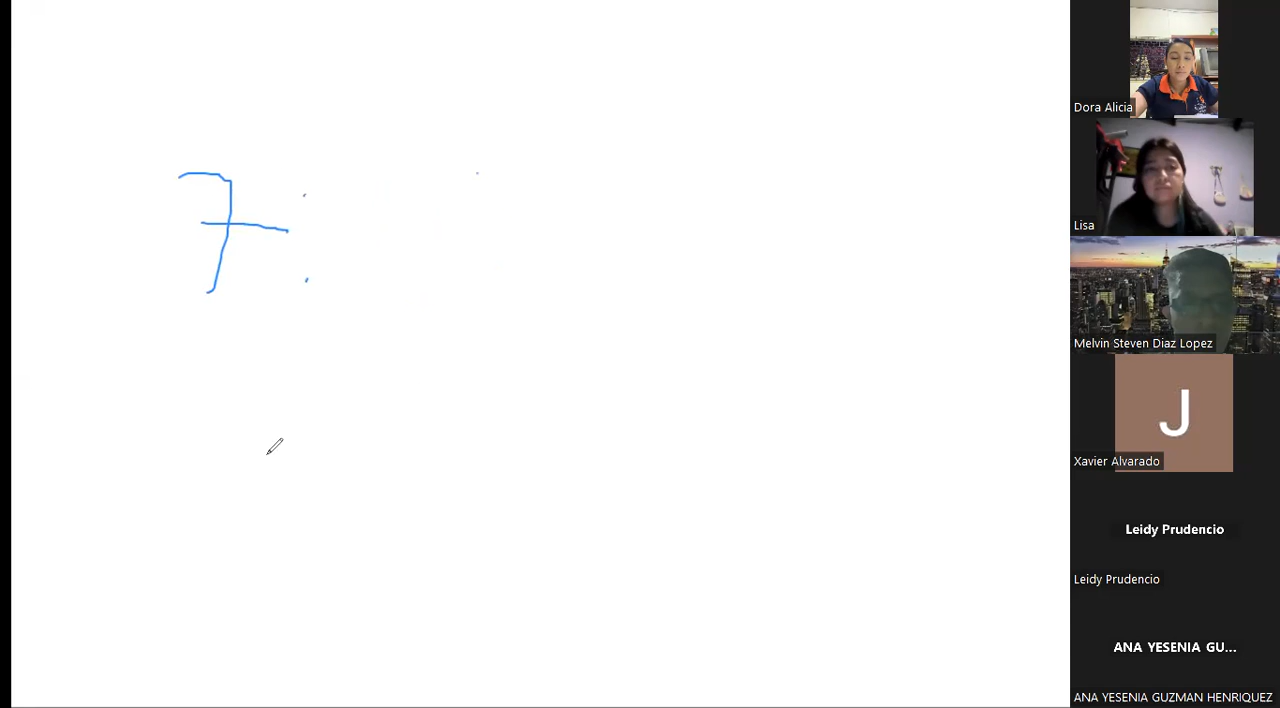 7:
Dora Alicia
Lisa
Melvin Steven Diaz Lopez
J
Xavier Alvarado
Leidy Prudencio
Leidy Prudencio
ANA YESENIA GU...
ANA YESENIA GUZMAN HENRIQUEZ